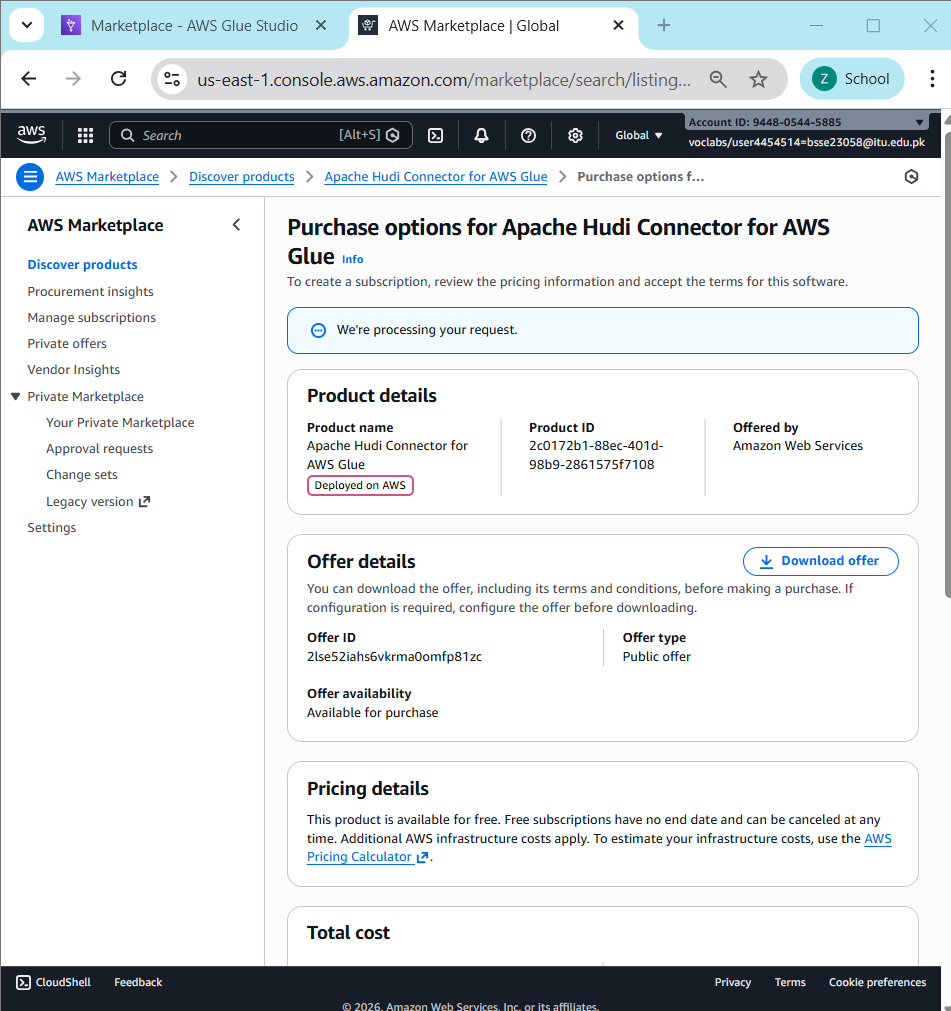 Marketplace - AWS Glue Studio
AWS Marketplace | Global
us-east-1.console.aws.amazon.com/marketplace/search/listing...
Z School
aws
Search [Alt+S]
Global
Account ID: 9448-0544-5885
voclabs/user4454514=bsse23058@itu.edu.pk
AWS Marketplace > Discover products > Apache Hudi Connector for AWS Glue > Purchase options f...
AWS Marketplace
Discover products
Procurement insights
Manage subscriptions
Private offers
Vendor Insights
Private Marketplace
Your Private Marketplace
Approval requests
Change sets
Legacy version
Settings
Purchase options for Apache Hudi Connector for AWS
Glue Info
To create a subscription, review the pricing information and accept the terms for this software.
We're processing your request.
Product details
Product name
Apache Hudi Connector for
AWS Glue
Deployed on AWS
Product ID
2c0172b1-88ec-401d-
98b9-2861575f7108
Offered by
Amazon Web Services
Offer details
Download offer
You can download the offer, including its terms and conditions, before making a purchase. If
configuration is required, configure the offer before downloading.
Offer ID
2lse52iahs6vkrma0omfp81zc
Offer type
Public offer
Offer availability
Available for purchase
Pricing details
This product is available for free. Free subscriptions have no end date and can be canceled at any
time. Additional AWS infrastructure costs apply. To estimate your infrastructure costs, use the AWS
Pricing Calculator .
Total cost
CloudShell Feedback
Privacy Terms Cookie preferences
© 2026, Amazon Web Services, Inc. or its affiliates.